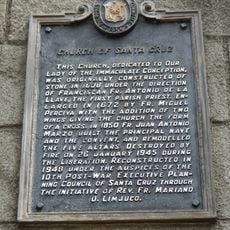 CHURCH OF SANTA CRUZ
THIS CHURCH, DEDICATED TO OUR
LADY OF THE IMMACULATE CONCEPTION,
WAS ORIGINALLY CONSTRUCTED OF
STONE IN UNDER THE DIRECTION
OF FRANCISCAN FR. ANTONIO DE LA
LLAVE, THE FIRST PARISH PRIEST. EN-
LARGED IN 1672 BY FR. MIGUEL
PERCIVA WITH THE ADDITION OF TWO
WINGS GIVING THE CHURCH THE FORM
OF A CROSS. IN 1850 FR. JUAN ANTONIO
MARZO BUILT THE PRINCIPAL NAVE
AND THE CONVENT, AND REMODELLED
THE FIVE ALTARS. DESTROYED BY
FIRE ON 26 JANUARY 1945 DURING
THE LIBERATION. RECONSTRUCTED IN
1948 UNDER THE AUSPICES OF THE
10TH POST-WAR EXECUTIVE PLAN-
NING COUNCIL OF SANTA CRUZ THROUGH
THE INITIATIVE OF REV. FR. MARIANO
O. LIMJUCO.